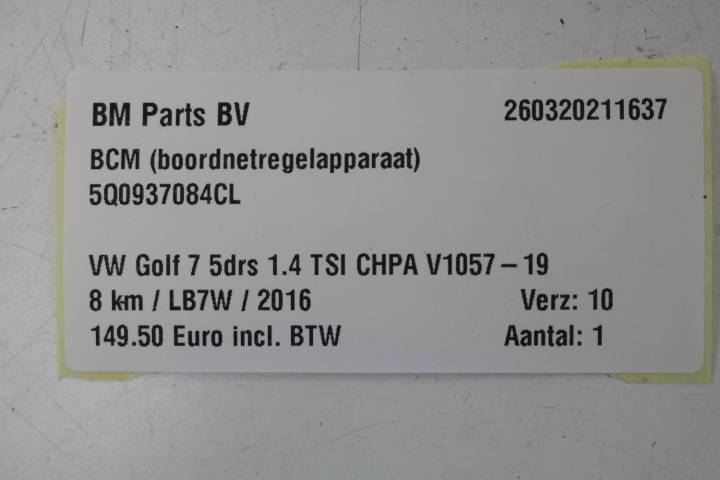 BM Parts BV 260320211637
BCM (boordnetregelapparaat)
5Q0937084CL
VW Golf 7 5drs 1.4 TSI CHPA V1057 – 19
8 km / LB7W / 2016 Verz: 10
149.50 Euro incl. BTW Aantal: 1